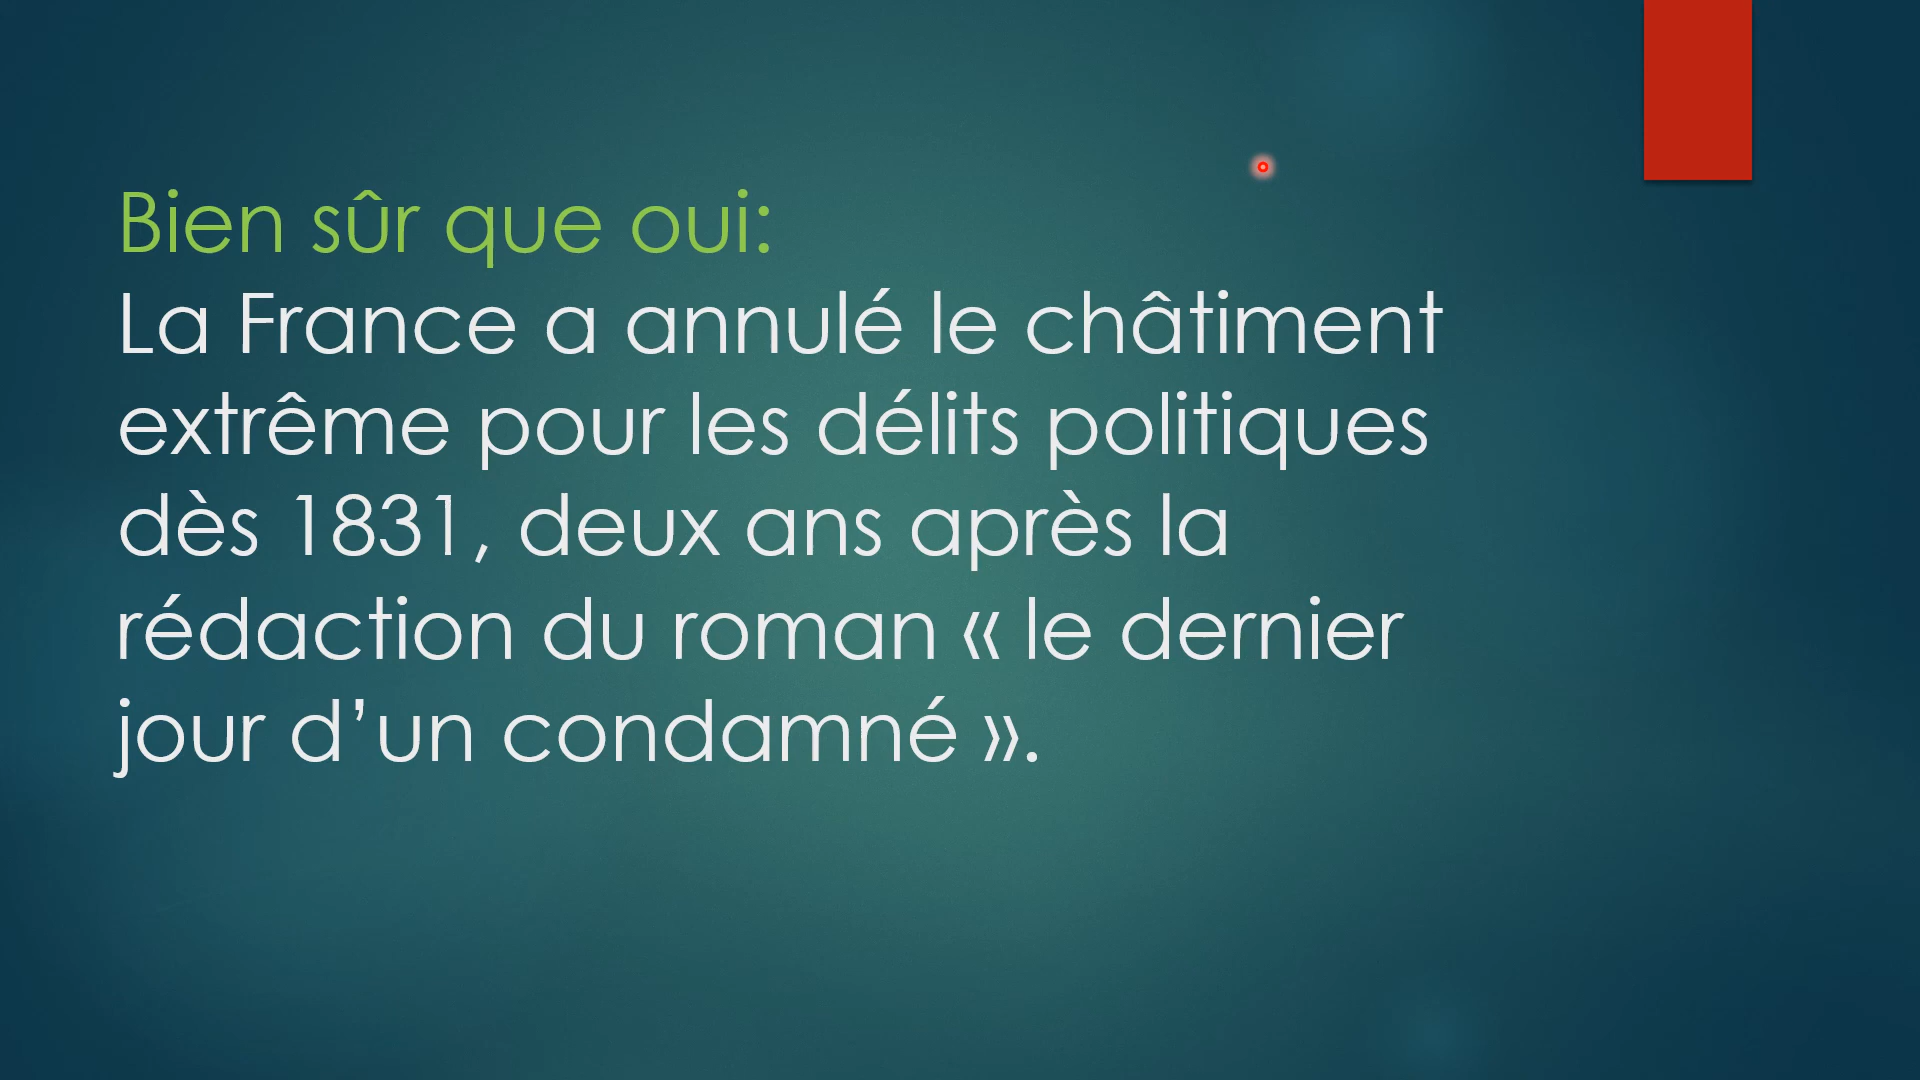 Bien sûr que oui:
La France a annulé le châtiment
extrême pour les délits politiques
dès 1831, deux ans après la
rédaction du roman « le dernier
jour d’un condamné ».